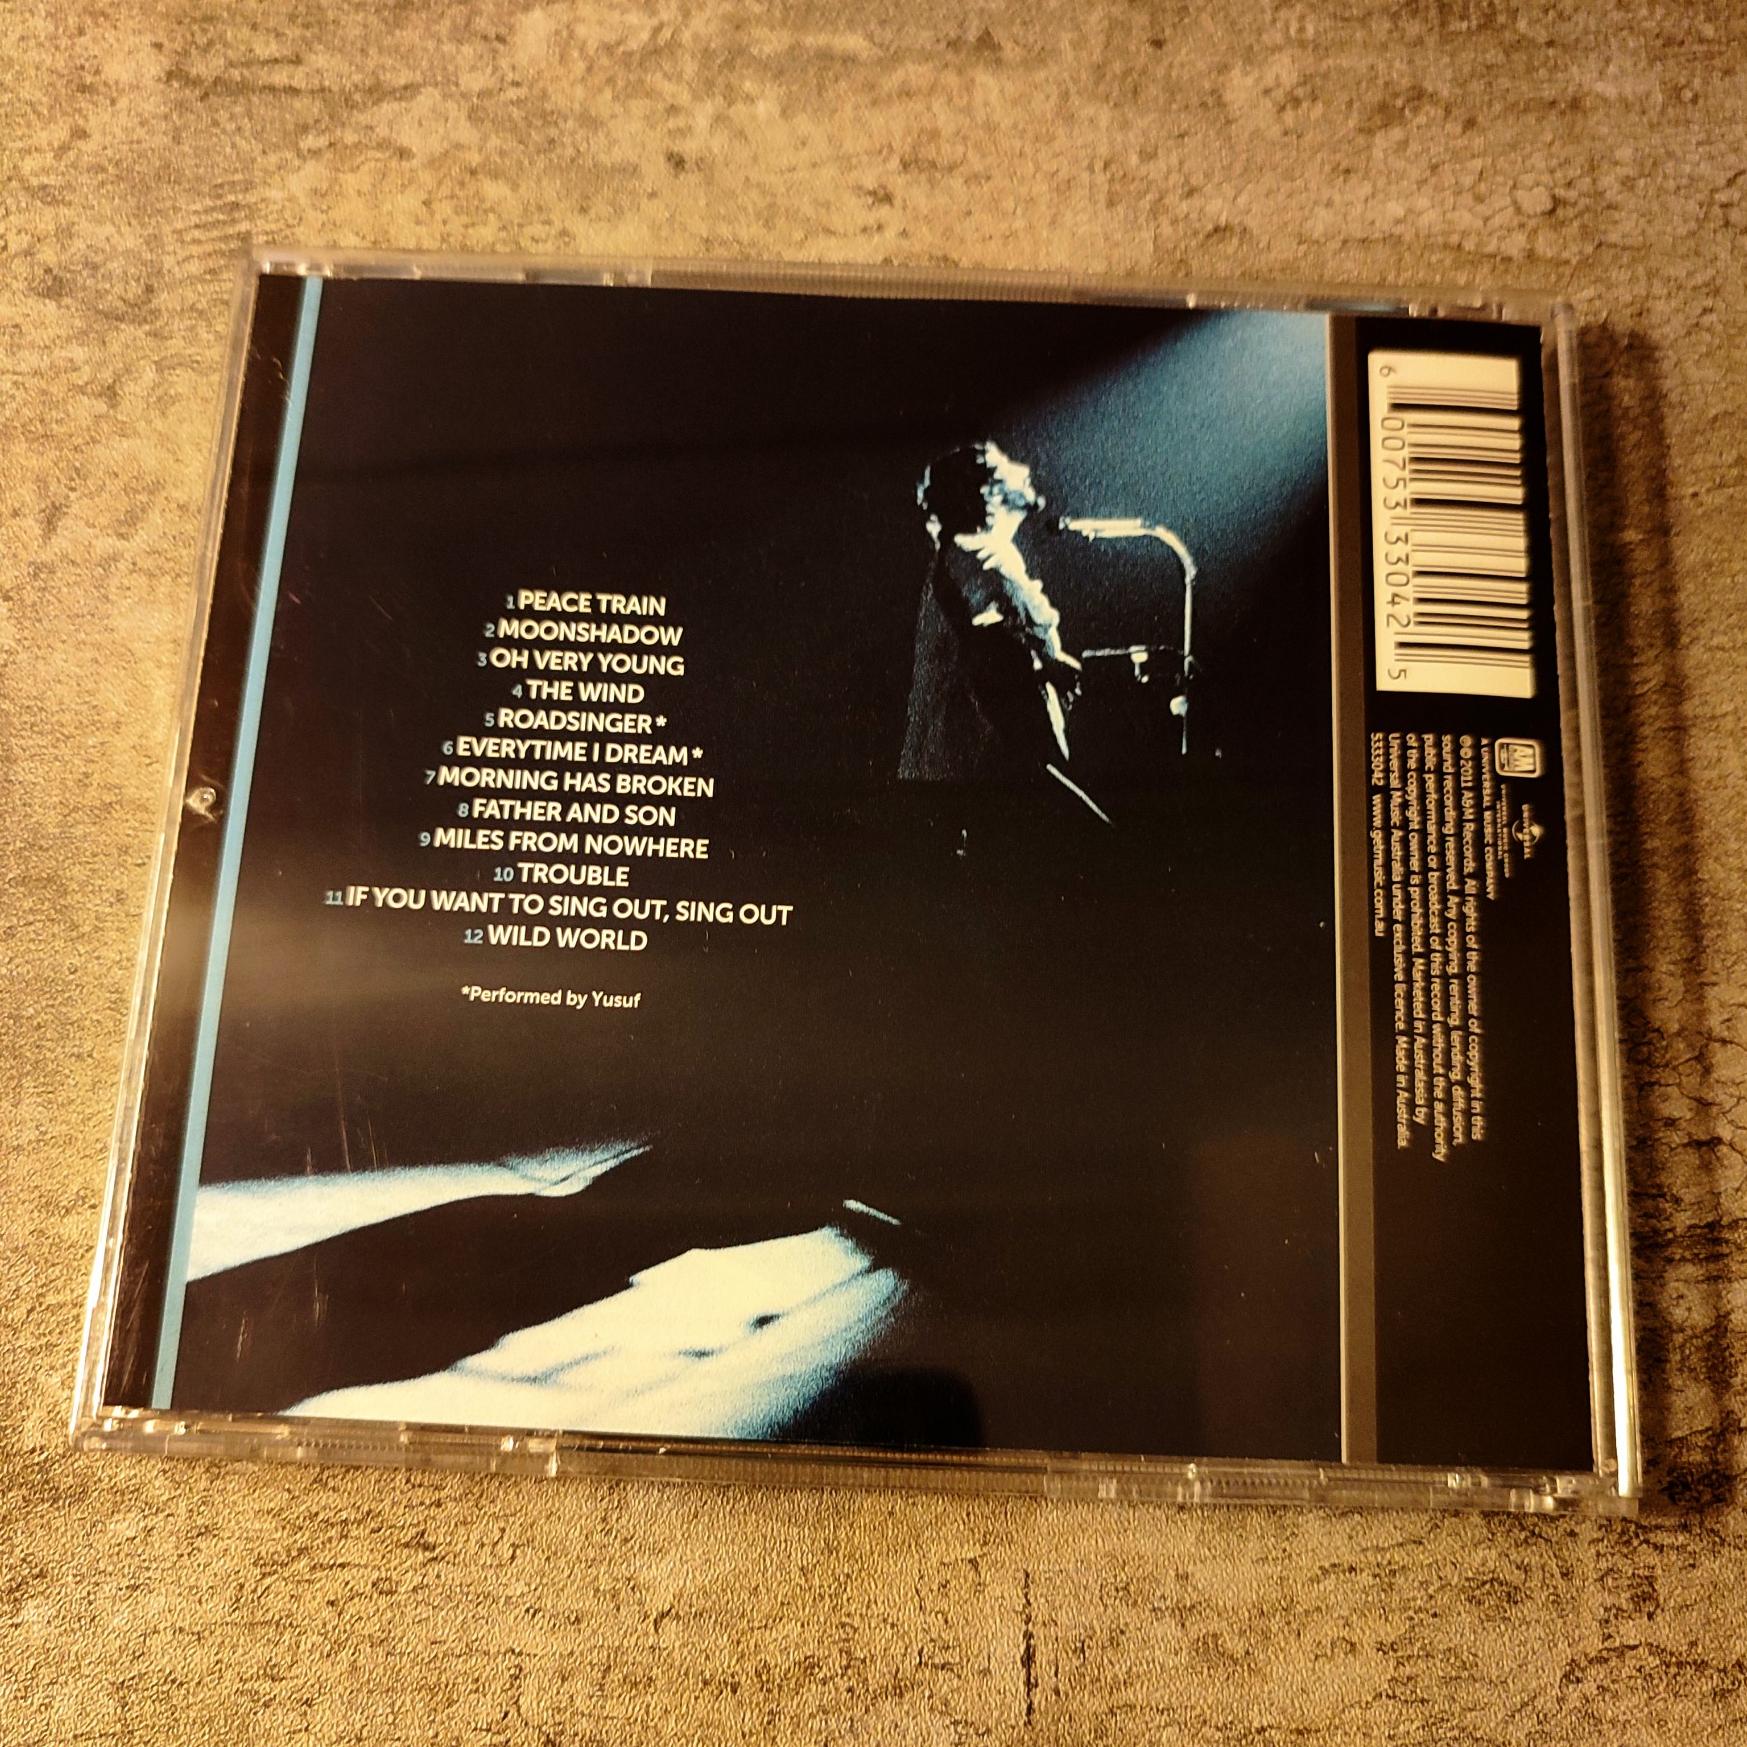 1 PEACE TRAIN
2 MOONSHADOW
3 OH VERY YOUNG
4 THE WIND
5 ROADSINGER*
6 EVERYTIME I DREAM*
7 MORNING HAS BROKEN
8 FATHER AND SON
9 MILES FROM NOWHERE
10 TROUBLE
11 IF YOU WANT TO SING OUT, SING OUT
12 WILD WORLD
*Performed by Yusuf
6 00753 33042 5
A&M
UNIVERSAL
A UNIVERSAL MUSIC COMPANY
℗© 2011 A&M Records. All rights of the owner of copyright in this
sound recording reserved. Any copying, renting, lending, diffusion,
public performance or broadcast of this record without the authority
of the copyright owner is prohibited. Marketed in Australasia by
Universal Music Australia under exclusive licence. Made in Australia.
5333042 www.getmusic.com.au